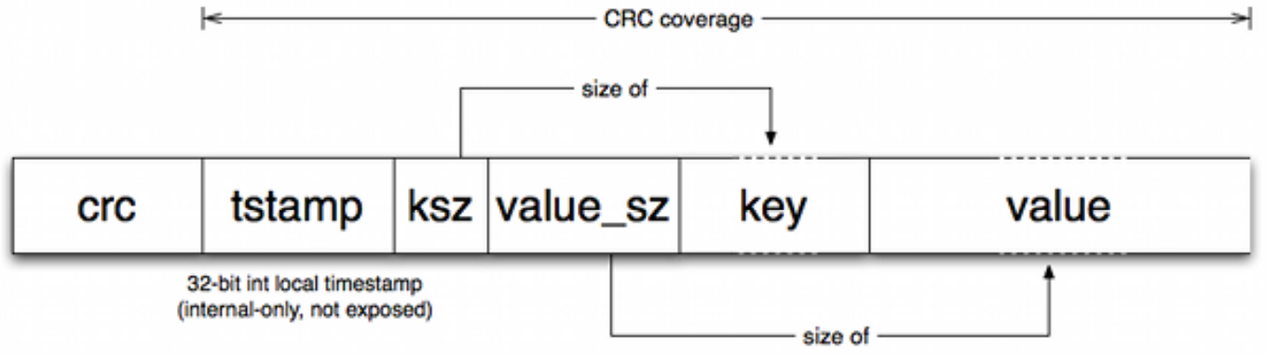 CRC coverage
size of
crc tstamp ksz value_sz key value
32-bit int local timestamp
(internal-only, not exposed)
size of